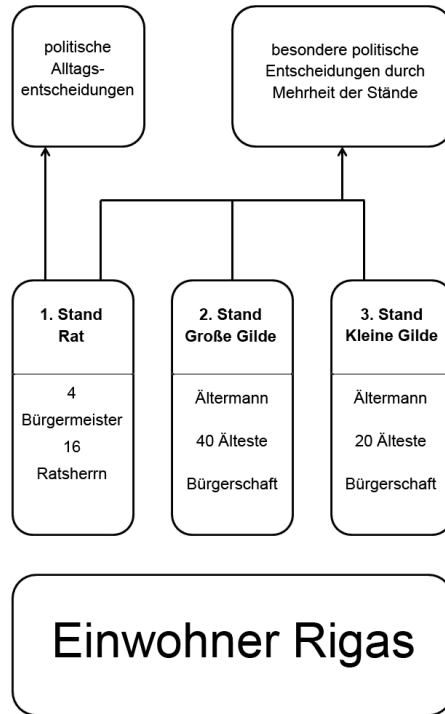 politische
Alltags-
entscheidungen
besondere politische
Entscheidungen durch
Mehrheit der Stände
1. Stand
Rat
4
Bürgermeister
16
Ratsherrn
2. Stand
Große Gilde
Ältermann
40 Älteste
Bürgerschaft
3. Stand
Kleine Gilde
Ältermann
20 Älteste
Bürgerschaft
Einwohner Rigas